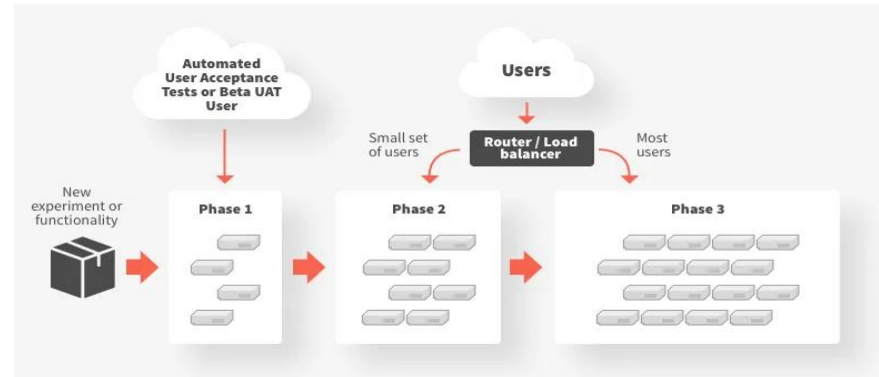 Automated
User Acceptance
Tests or Beta UAT
User
Users
Small set
of users
Router / Load
balancer
Most
users
New
experiment or
functionality
Phase 1
Phase 2
Phase 3